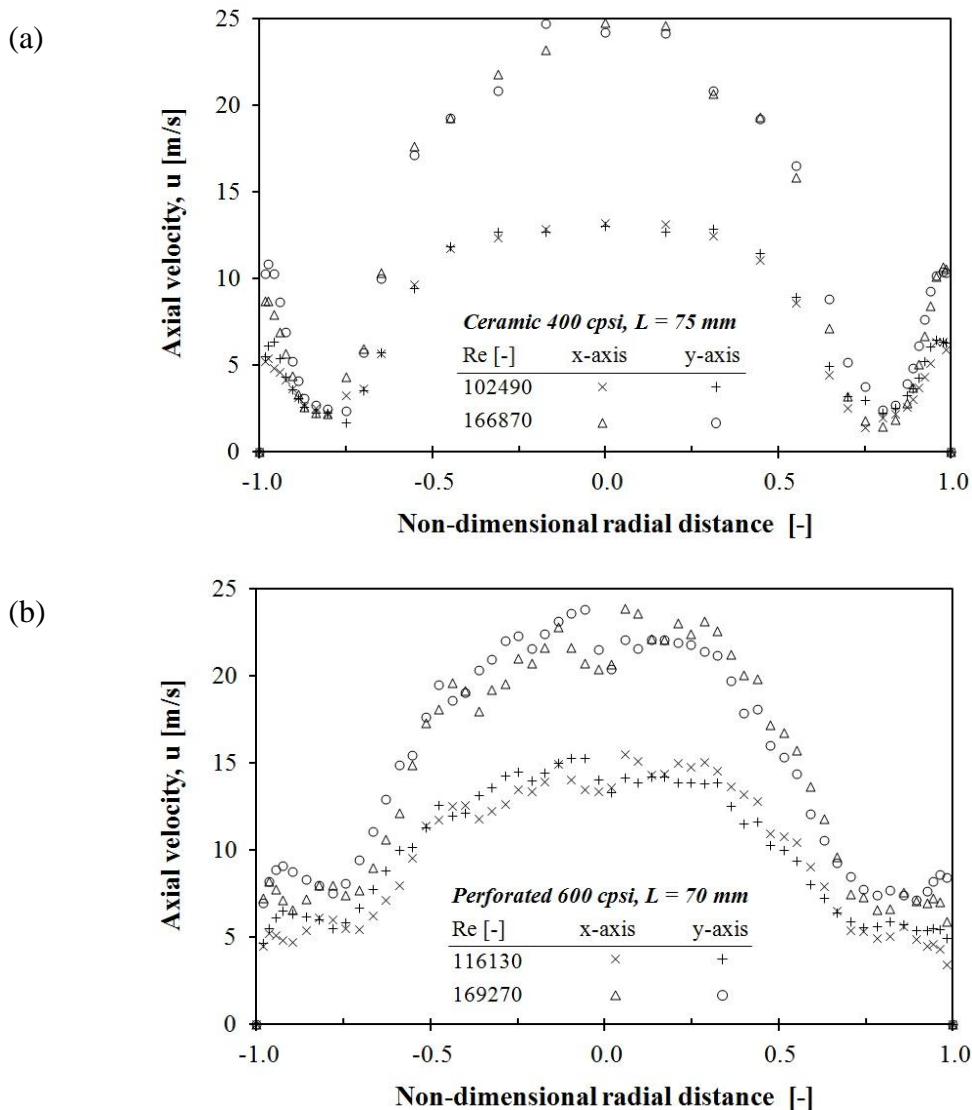 (a)
Axial velocity, u [m/s]
25
20
15
10
5
0
Ceramic 400 cpsi, L = 75 mm
Re [-] x-axis y-axis
102490 × +
166870 △ ○
-1.0 -0.5 0.0 0.5 1.0
Non-dimensional radial distance [-]
(b)
Axial velocity, u [m/s]
25
20
15
10
5
0
Perforated 600 cpsi, L = 70 mm
Re [-] x-axis y-axis
116130 × +
169270 △ ○
-1.0 -0.5 0.0 0.5 1.0
Non-dimensional radial distance [-]